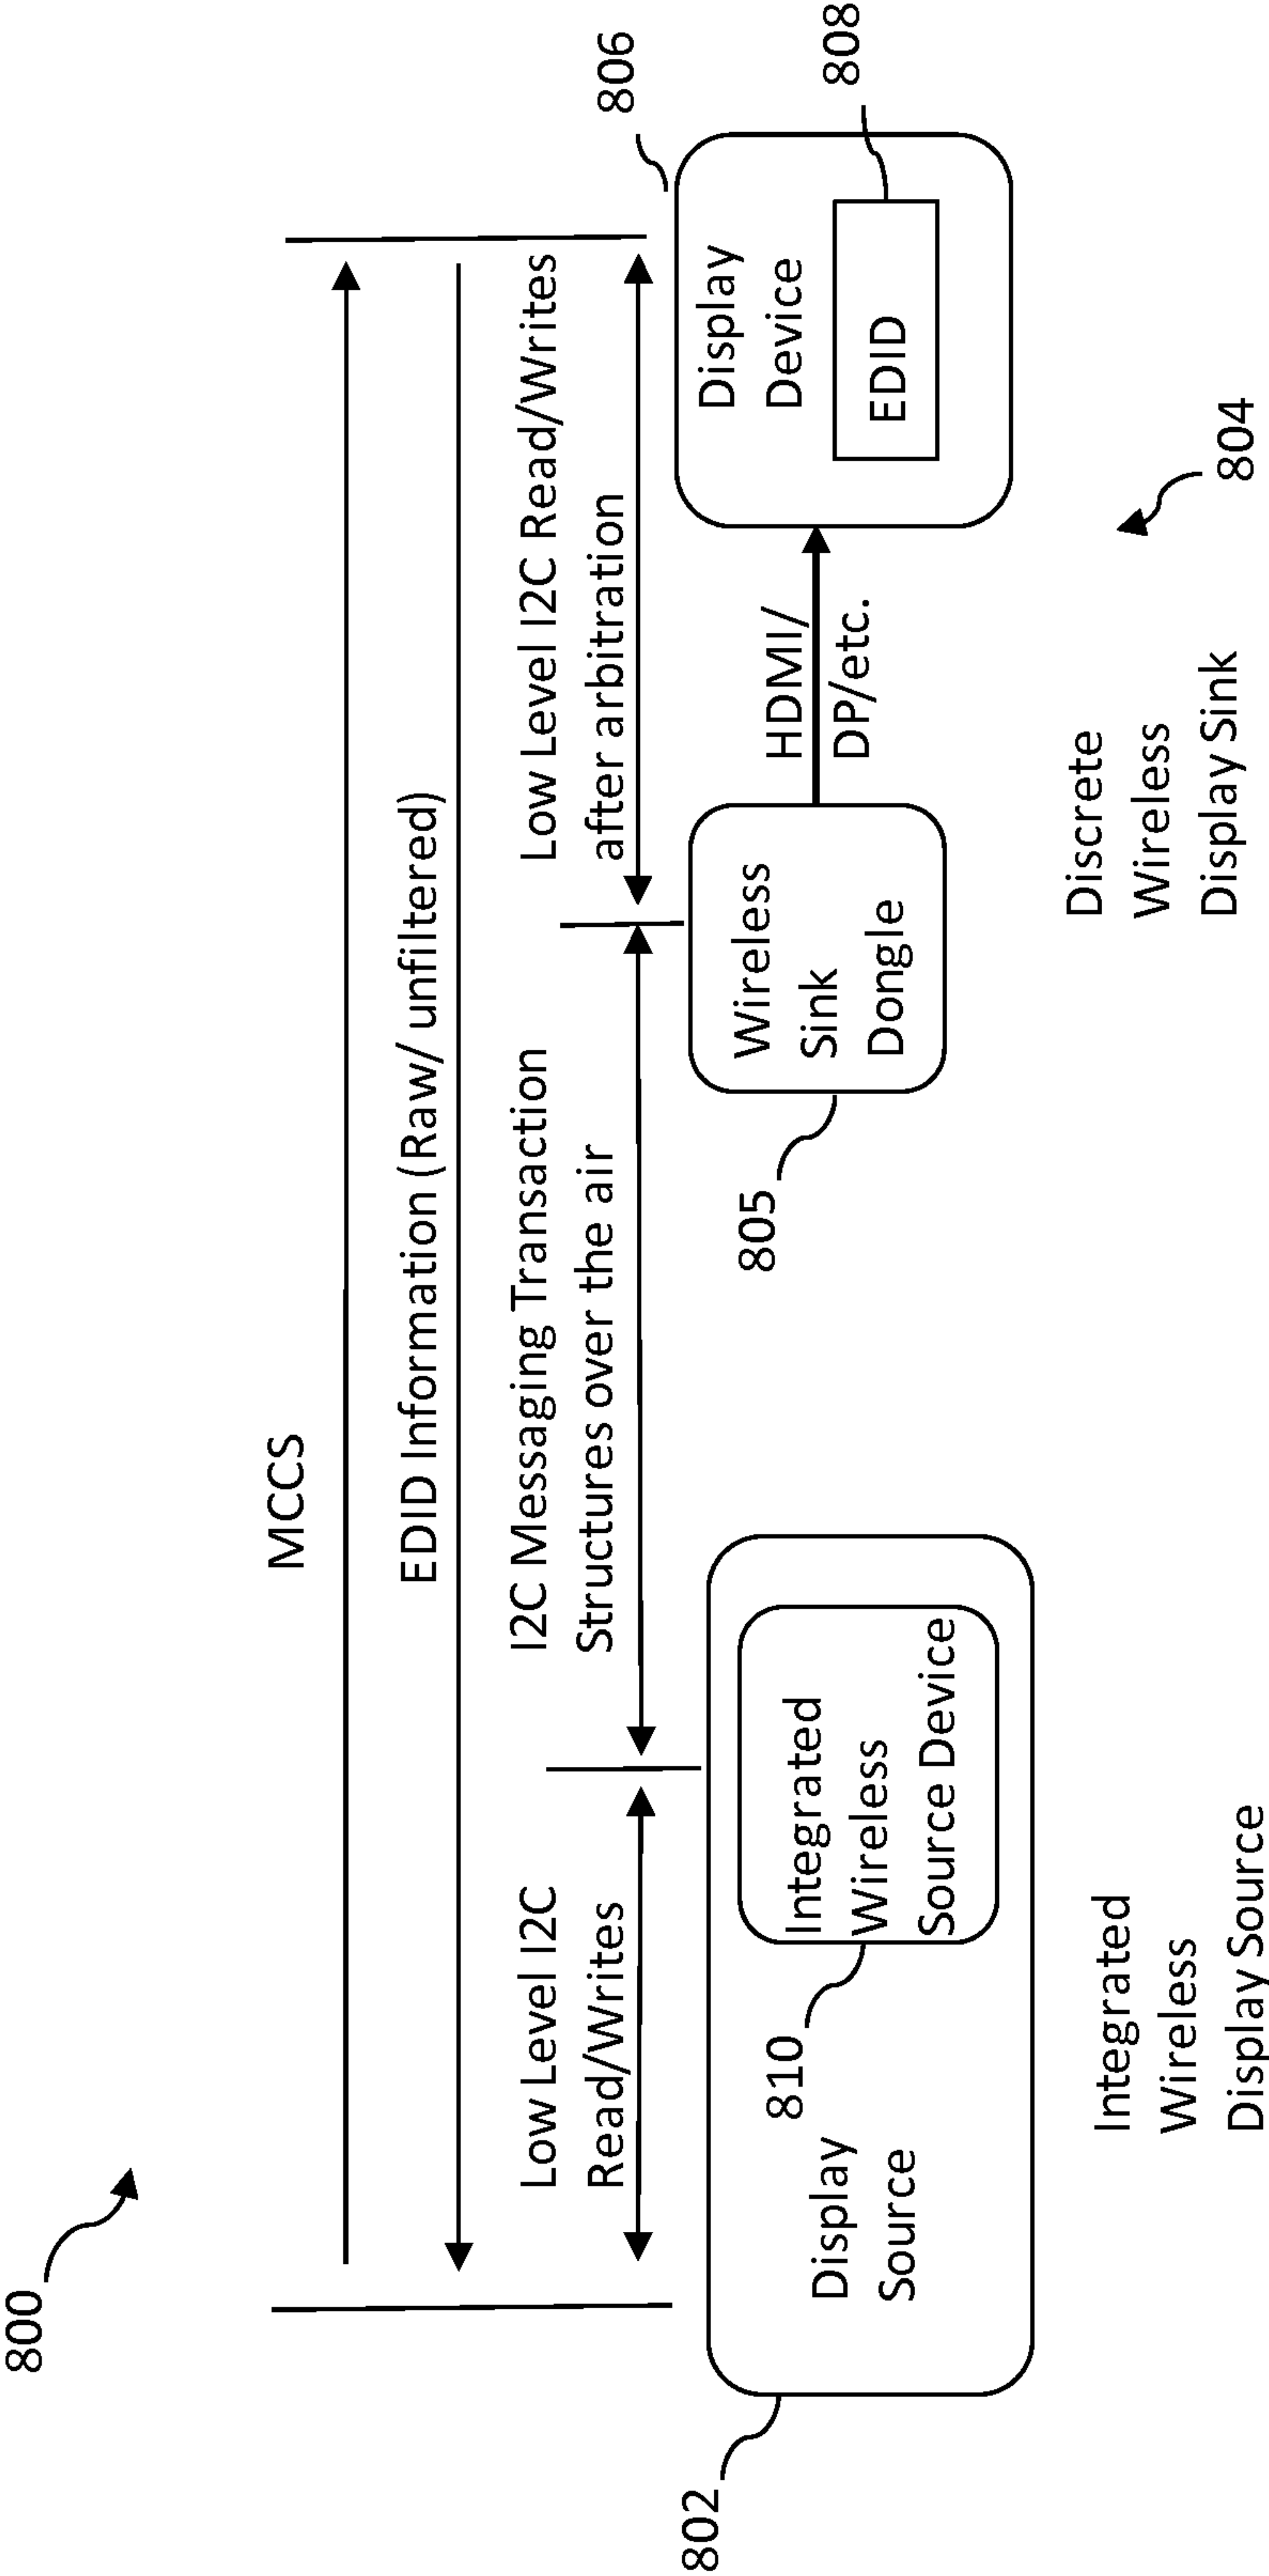 800
MCCS
EDID Information (Raw/ unfiltered)
Low Level I2C
Read/Writes
I2C Messaging Transaction
Structures over the air
Low Level I2C Read/Writes
after arbitration
802
Display
Source
810
Integrated
Wireless
Source Device
805
Wireless
Sink
Dongle
HDMI/
DP/etc.
806
Display
Device
EDID
808
Integrated
Wireless
Display Source
Discrete
Wireless
Display Sink
804